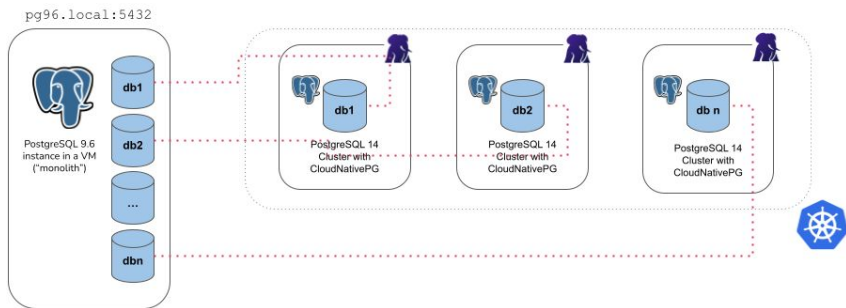 pg96.local:5432
PostgreSQL 9.6
instance in a VM
("monolith")
db1
db2
...
dbn
db1
PostgreSQL 14
Cluster with
CloudNativePG
db2
PostgreSQL 14
Cluster with
CloudNativePG
db n
PostgreSQL 14
Cluster with
CloudNativePG